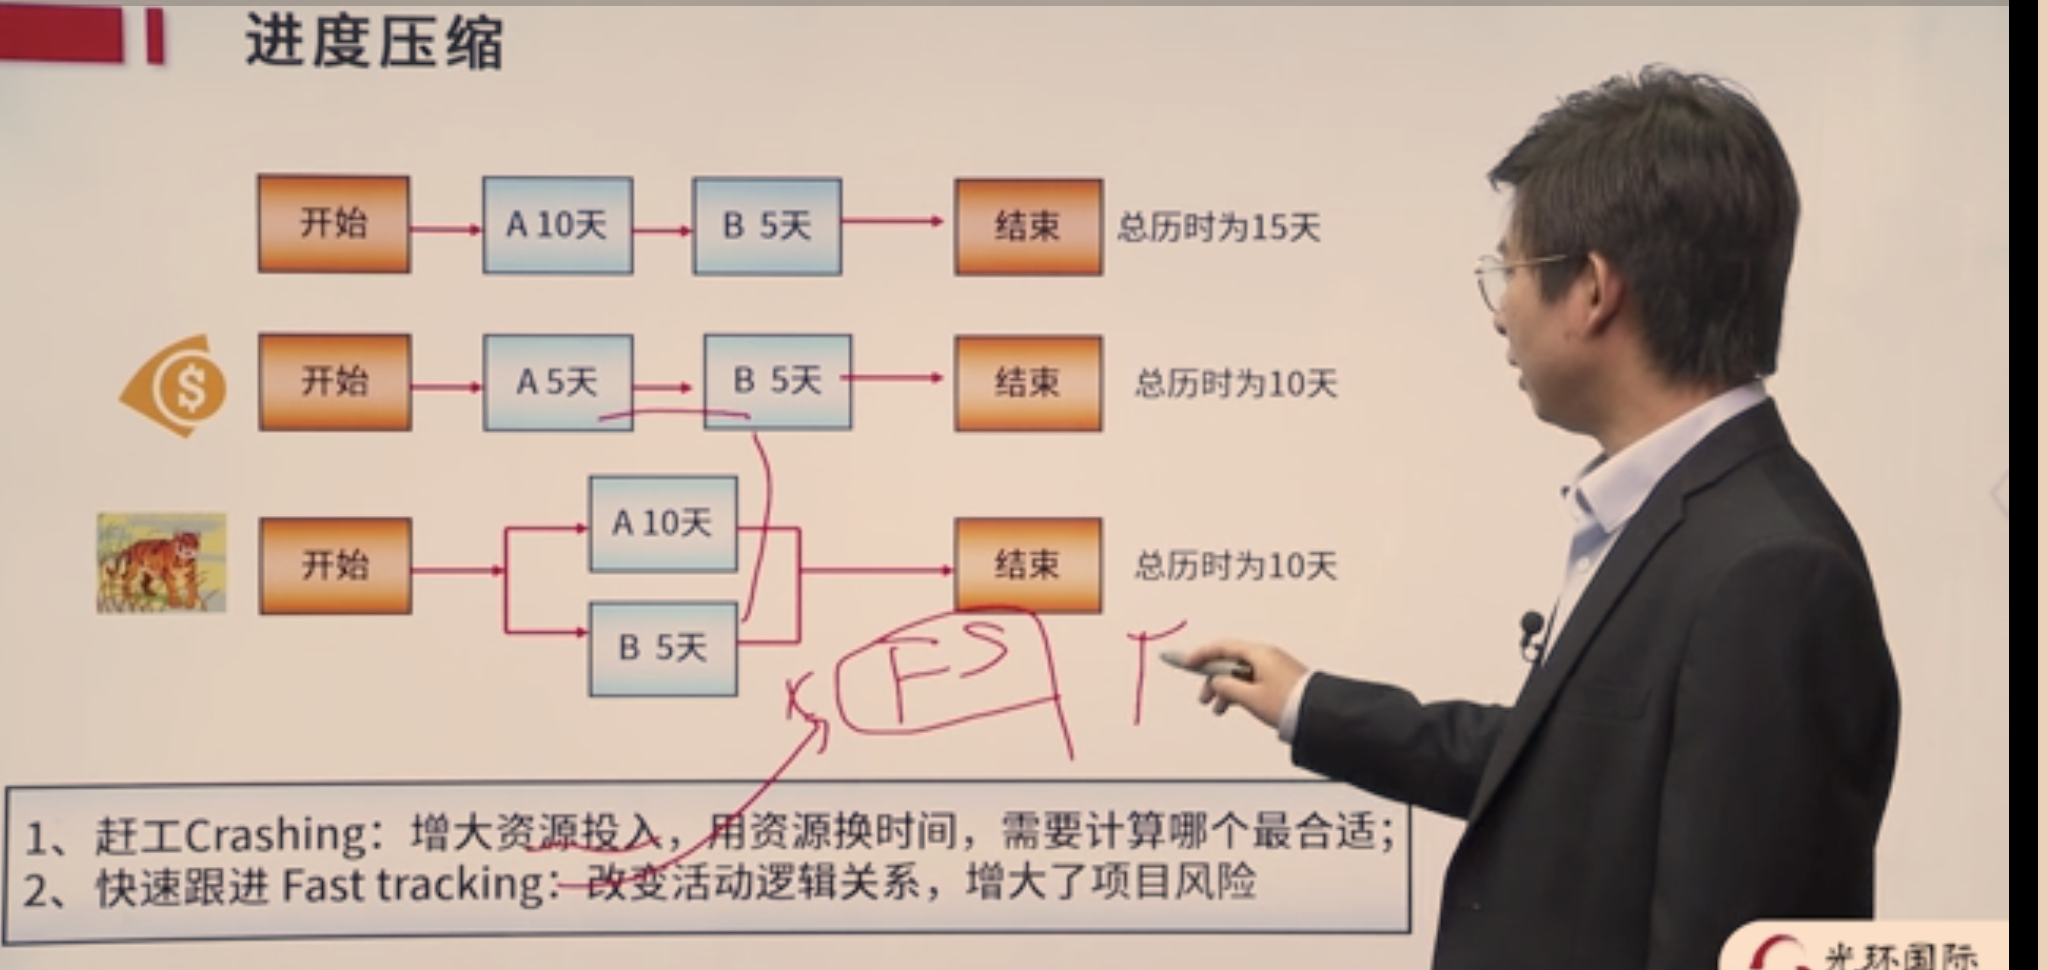 进度压缩
开始 A 10天 B 5天 结束 总历时为15天
$
开始 A 5天 B 5天 结束 总历时为10天
A 10天
开始 结束 总历时为10天
B 5天
FS
1、赶工Crashing：增大资源投入，用资源换时间，需要计算哪个最合适；
2、快速跟进 Fast tracking：改变活动逻辑关系，增大了项目风险
光环国际